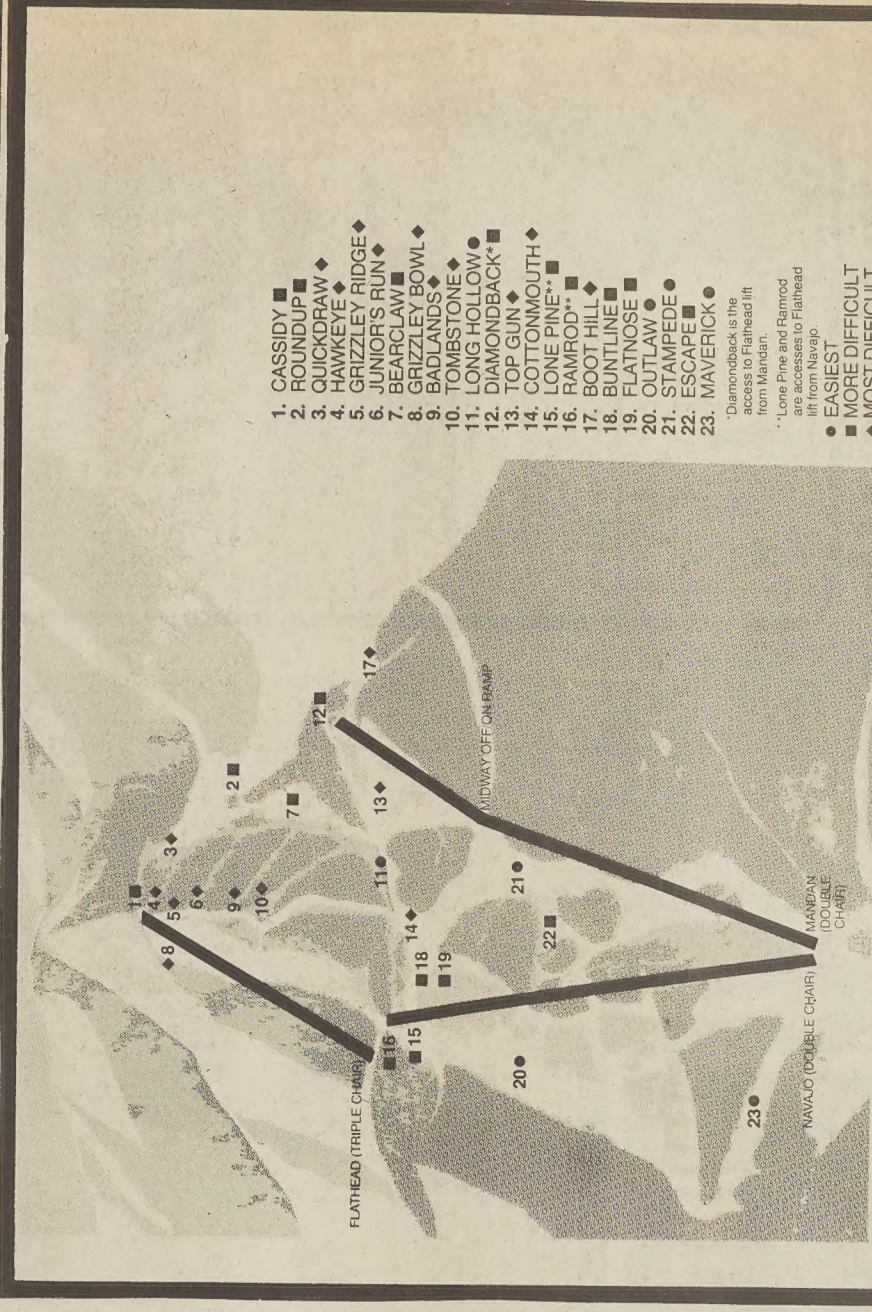 1. CASSIDY ■
2. ROUNDUP ■
3. QUICKDRAW ◆
4. HAWKEYE ◆
5. GRIZZLEY RIDGE ◆
6. JUNIOR'S RUN ◆
7. BEARCLAW ■
8. GRIZZLEY BOWL ◆
9. BADLANDS ◆
10. TOMBSTONE ◆
11. LONG HOLLOW ●
12. DIAMONDBACK* ■
13. TOP GUN ◆
14. COTTONMOUTH ◆
15. LONE PINE** ■
16. RAMROD** ■
17. BOOT HILL ◆
18. BUNTLINE ■
19. FLATNOSE ■
20. OUTLAW ●
21. STAMPEDE ●
22. ESCAPE ■
23. MAVERICK ●
*Diamondback is the
access to Flathead lift
from Mandan.
**Lone Pine and Ramrod
are accesses to Flathead
lift from Navajo.
● EASIEST
■ MORE DIFFICULT
◆ MOST DIFFICULT
1 ■
4 ◆
5 ◆
8 ◆
3 ◆
6 ◆
2 ■
9 ◆
10 ◆
7 ■
12 ■
17 ◆
13 ◆
11 ●
FLATHEAD (TRIPLE CHAIR)
16 ■
15 ■
14 ◆
18 ■
19 ■
MIDWAY OFF ON RAMP
20 ●
21 ●
22 ■
23 ●
NAVAJO (DOUBLE CHAIR)
MANDAN
(DOUBLE
CHAIR)